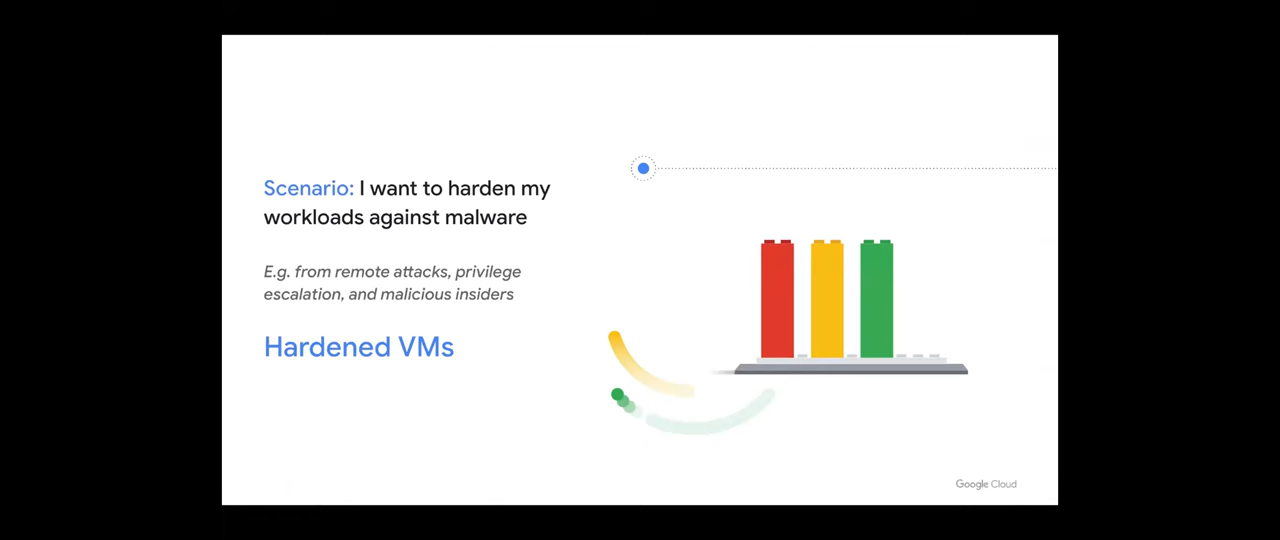 Scenario: I want to harden my
workloads against malware
E.g. from remote attacks, privilege
escalation, and malicious insiders
Hardened VMs
Google Cloud